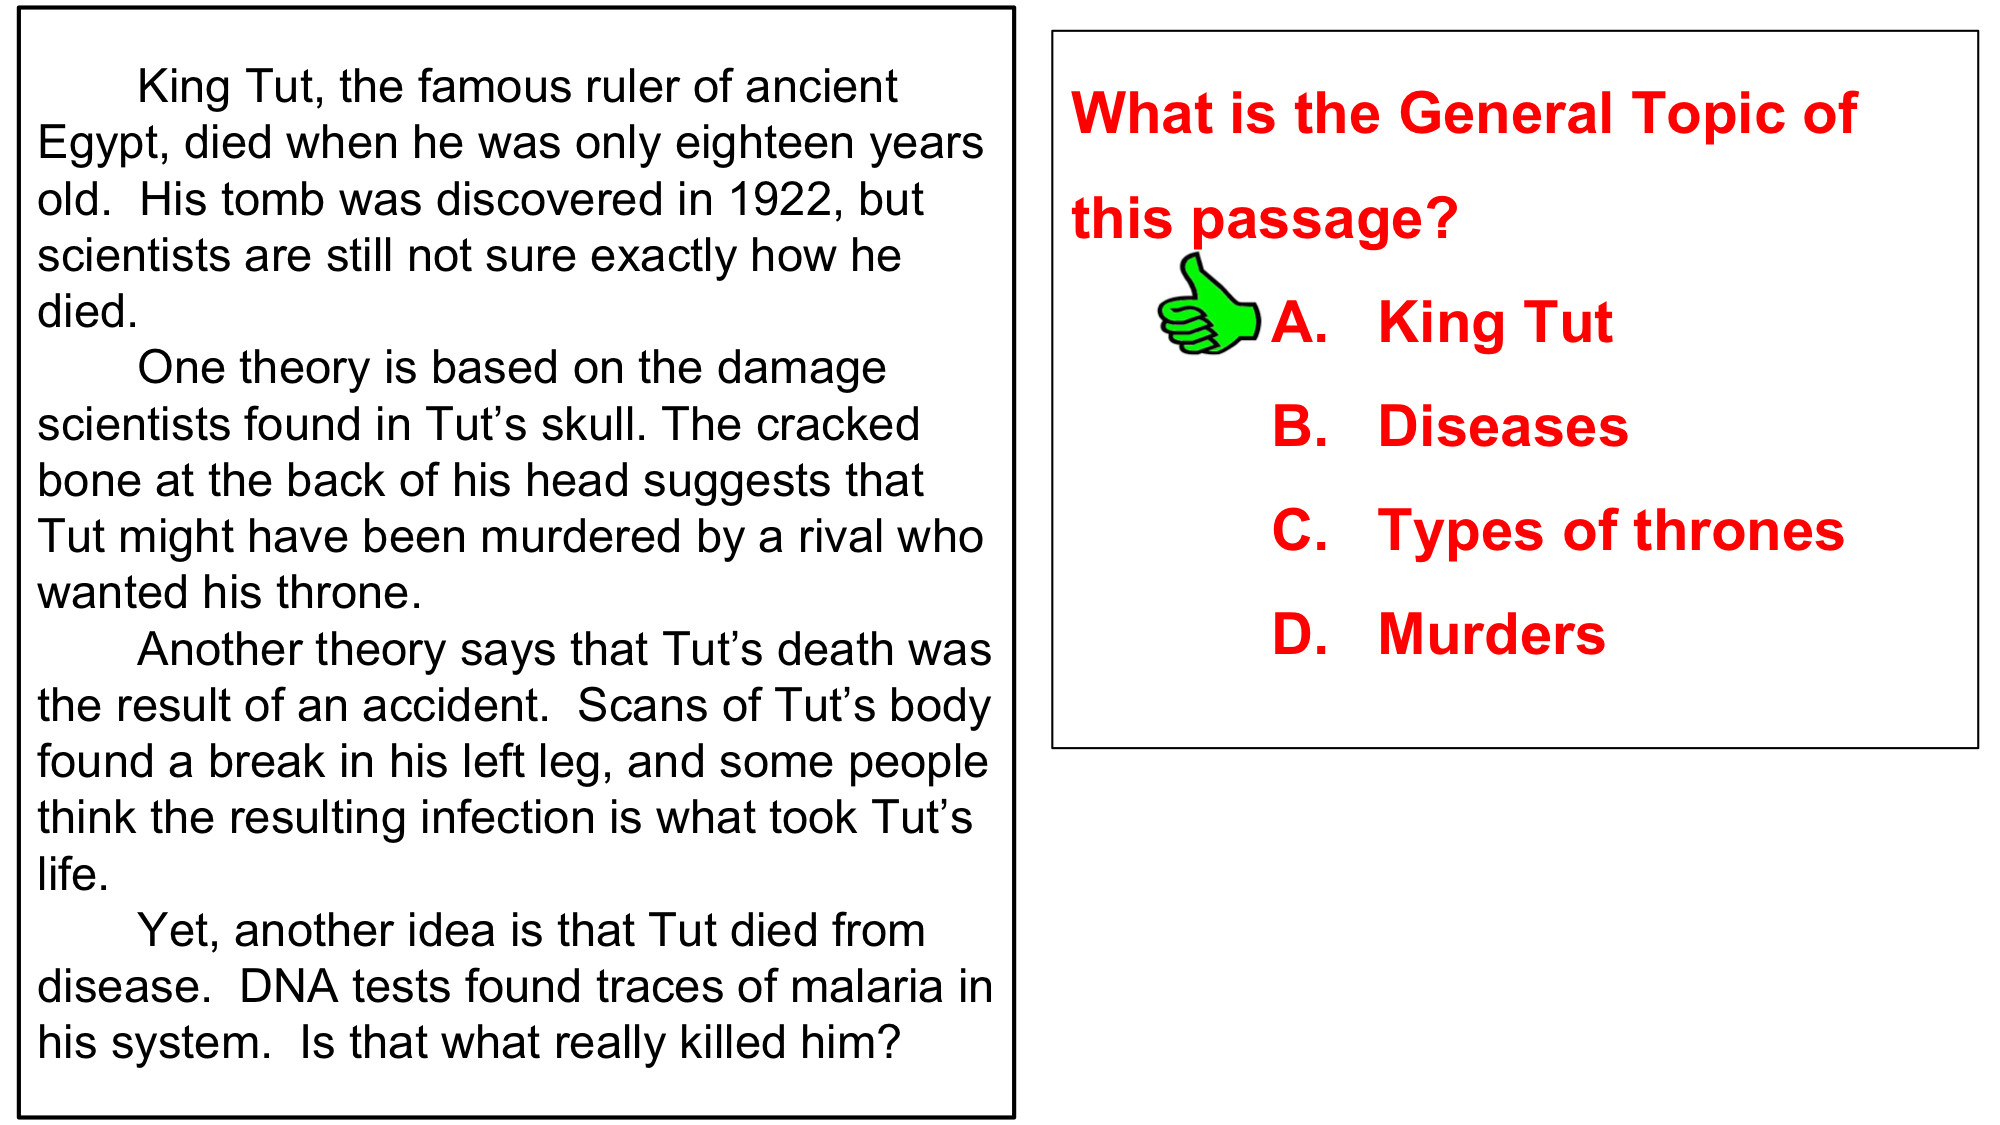 King Tut, the famous ruler of ancient
Egypt, died when he was only eighteen years
old.  His tomb was discovered in 1922, but
scientists are still not sure exactly how he
died.
One theory is based on the damage
scientists found in Tut’s skull. The cracked
bone at the back of his head suggests that
Tut might have been murdered by a rival who
wanted his throne.
Another theory says that Tut’s death was
the result of an accident.  Scans of Tut’s body
found a break in his left leg, and some people
think the resulting infection is what took Tut’s
life.
Yet, another idea is that Tut died from
disease.  DNA tests found traces of malaria in
his system.  Is that what really killed him?
What is the General Topic of
this passage?
A. King Tut
B. Diseases
C. Types of thrones
D. Murders